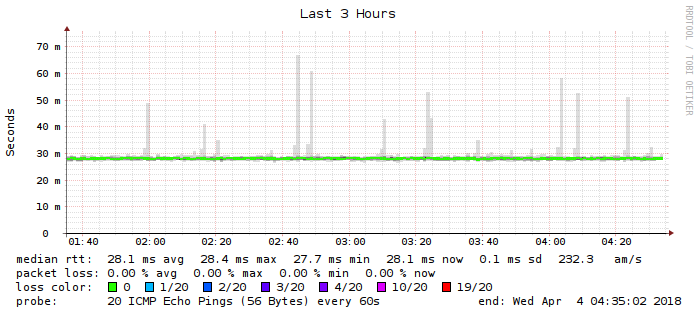 Last 3 Hours
RRDTOOL / TOBI OETIKER
Seconds
70 m
60 m
50 m
40 m
30 m
20 m
10 m
0
01:40 02:00 02:20 02:40 03:00 03:20 03:40 04:00 04:20
median rtt: 28.1 ms avg 28.4 ms max 27.7 ms min 28.1 ms now 0.1 ms sd 232.3 am/s
packet loss: 0.00 % avg 0.00 % max 0.00 % min 0.00 % now
loss color: 0 1/20 2/20 3/20 4/20 10/20 19/20
probe: 20 ICMP Echo Pings (56 Bytes) every 60s end: Wed Apr 4 04:35:02 2018